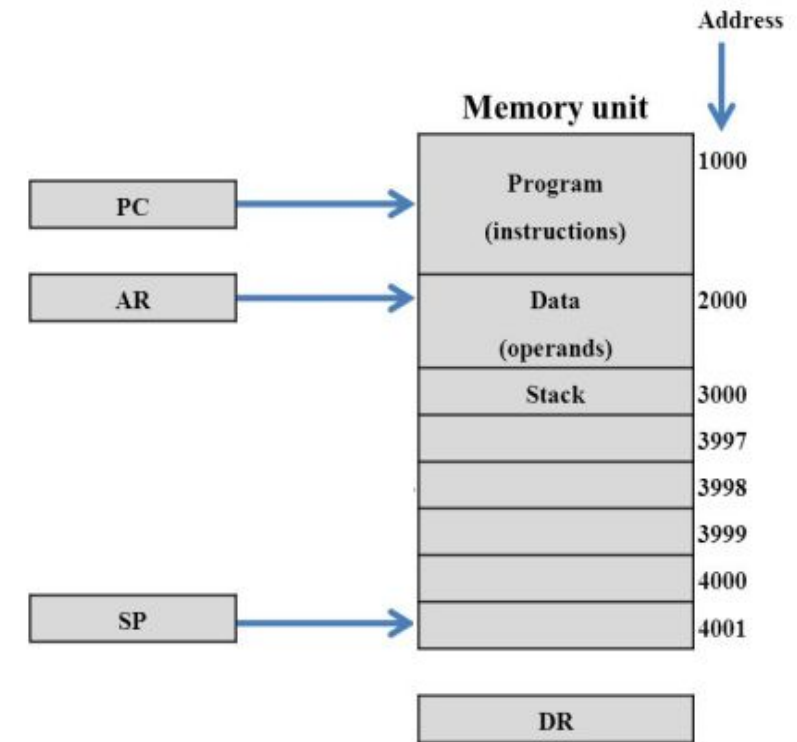 Address
Memory unit
1000
Program
PC
(instructions)
AR
Data
2000
(operands)
Stack
3000
3997
3998
3999
4000
SP
4001
DR